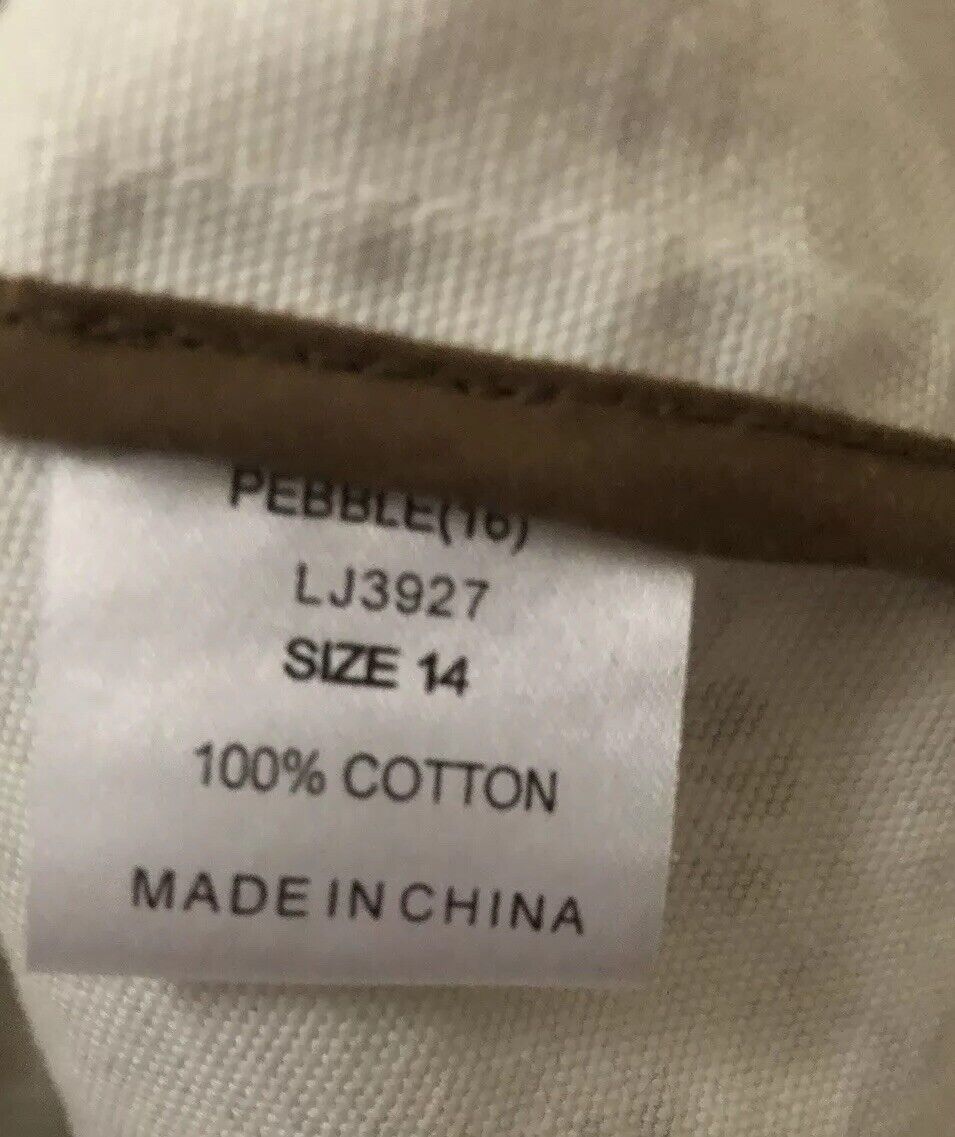 PEBBLE(16)
LJ3927
SIZE 14
100% COTTON
MADE IN CHINA